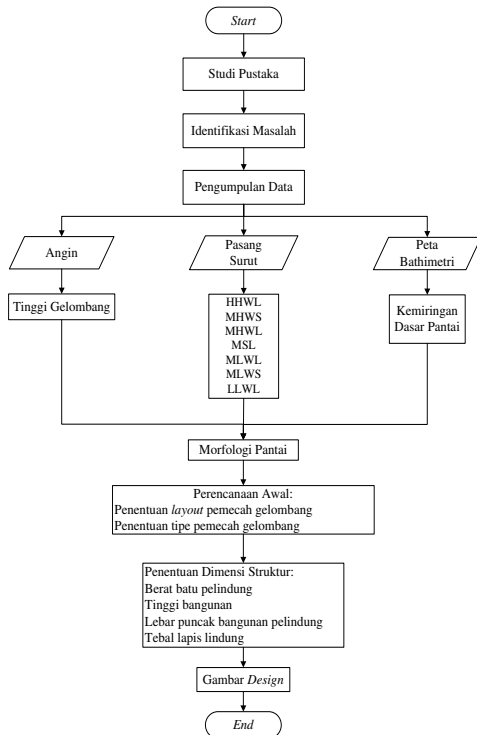 Start
Studi Pustaka
Identifikasi Masalah
Pengumpulan Data
Angin
Pasang
Surut
Peta
Bathimetri
Tinggi Gelombang
HHWL
MHWS
MHWL
MSL
MLWL
MLWS
LLWL
Kemiringan
Dasar Pantai
Morfologi Pantai
Perencanaan Awal:
Penentuan layout pemecah gelombang
Penentuan tipe pemecah gelombang
Penentuan Dimensi Struktur:
Berat batu pelindung
Tinggi bangunan
Lebar puncak bangunan pelindung
Tebal lapis lindung
Gambar Design
End